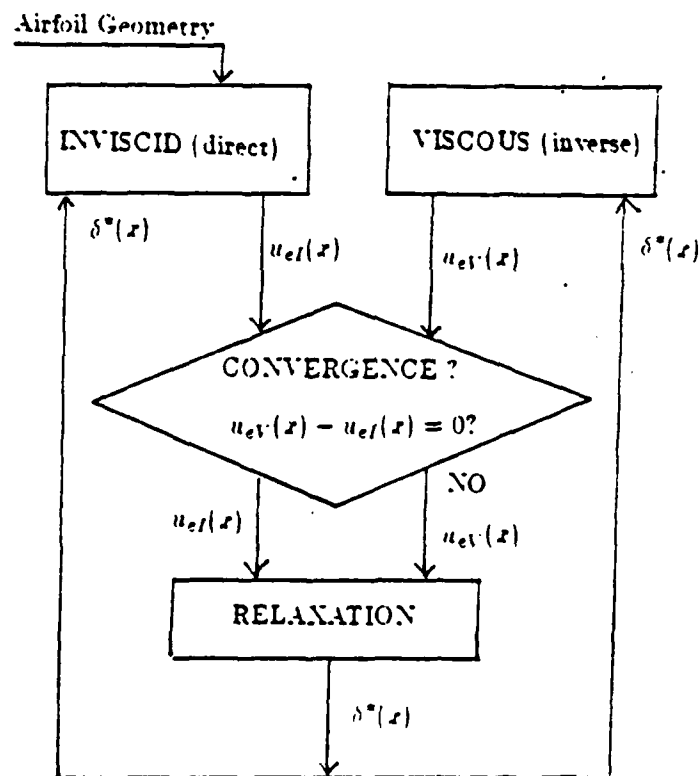 Airfoil Geometry
INVISCID (direct)
VISCOUS (inverse)
δ*(x)
u_eI(x)
u_eV(x)
δ*(x)
CONVERGENCE ?
u_eV(x) − u_eI(x) = 0?
NO
u_eI(x)
u_eV(x)
RELAXATION
δ*(x)